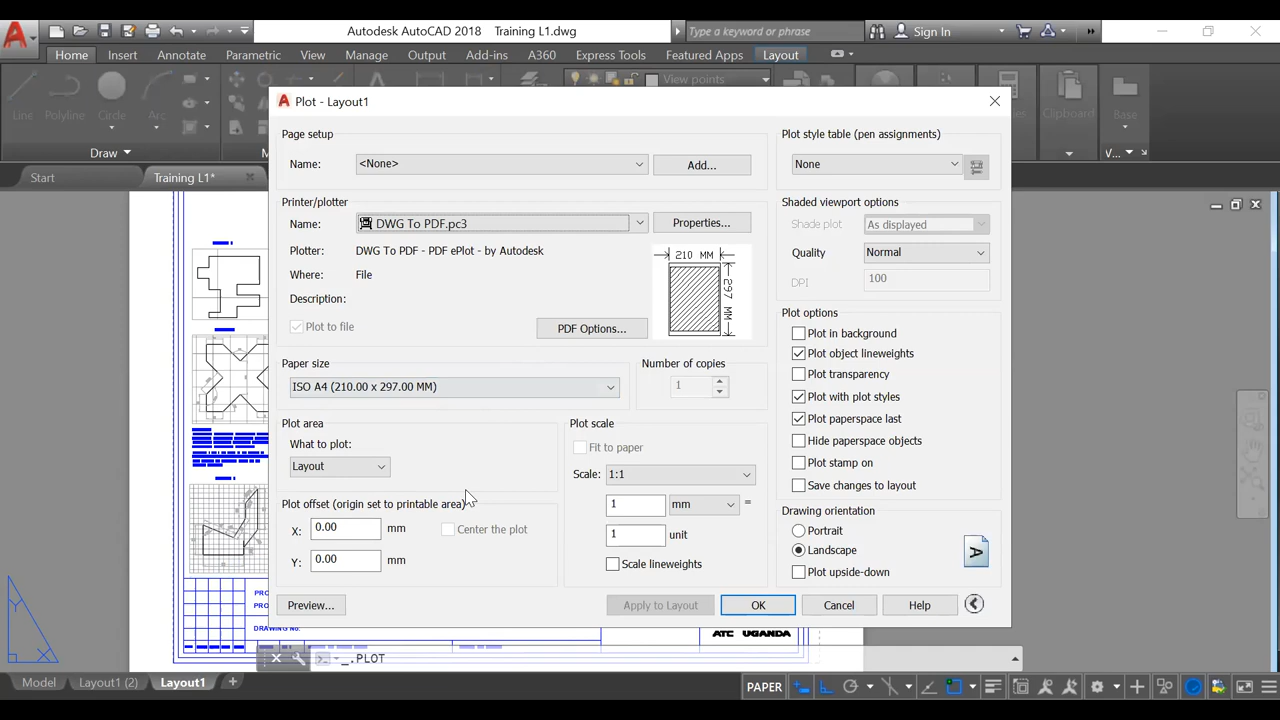 Autodesk AutoCAD 2018 Training L1.dwg
Type a keyword or phrase
Sign In
Home Insert Annotate Parametric View Manage Output Add-ins A360 Express Tools Featured Apps Layout
Line Polyline Circle Arc
View points
Clipboard
Base
Draw
V...
Start
Training L1*
Plot - Layout1
Page setup
Name: <None>
Add...
Printer/plotter
Name: DWG To PDF.pc3
Properties...
Plotter: DWG To PDF - PDF ePlot - by Autodesk
Where: File
Description:
Plot to file
PDF Options...
210 MM
297 MM
Paper size
ISO A4 (210.00 x 297.00 MM)
Number of copies
1
Plot area
What to plot:
Layout
Plot offset (origin set to printable area)
X: 0.00 mm
Center the plot
Y: 0.00 mm
Plot scale
Fit to paper
Scale: 1:1
1 mm =
1 unit
Scale lineweights
Plot style table (pen assignments)
None
Shaded viewport options
Shade plot As displayed
Quality Normal
DPI 100
Plot options
Plot in background
Plot object lineweights
Plot transparency
Plot with plot styles
Plot paperspace last
Hide paperspace objects
Plot stamp on
Save changes to layout
Drawing orientation
Portrait
Landscape
Plot upside-down
A
Preview...
Apply to Layout
OK
Cancel
Help
DRAWING No:
ATC UGANDA
_.PLOT
Model Layout1 (2) Layout1 +
PAPER